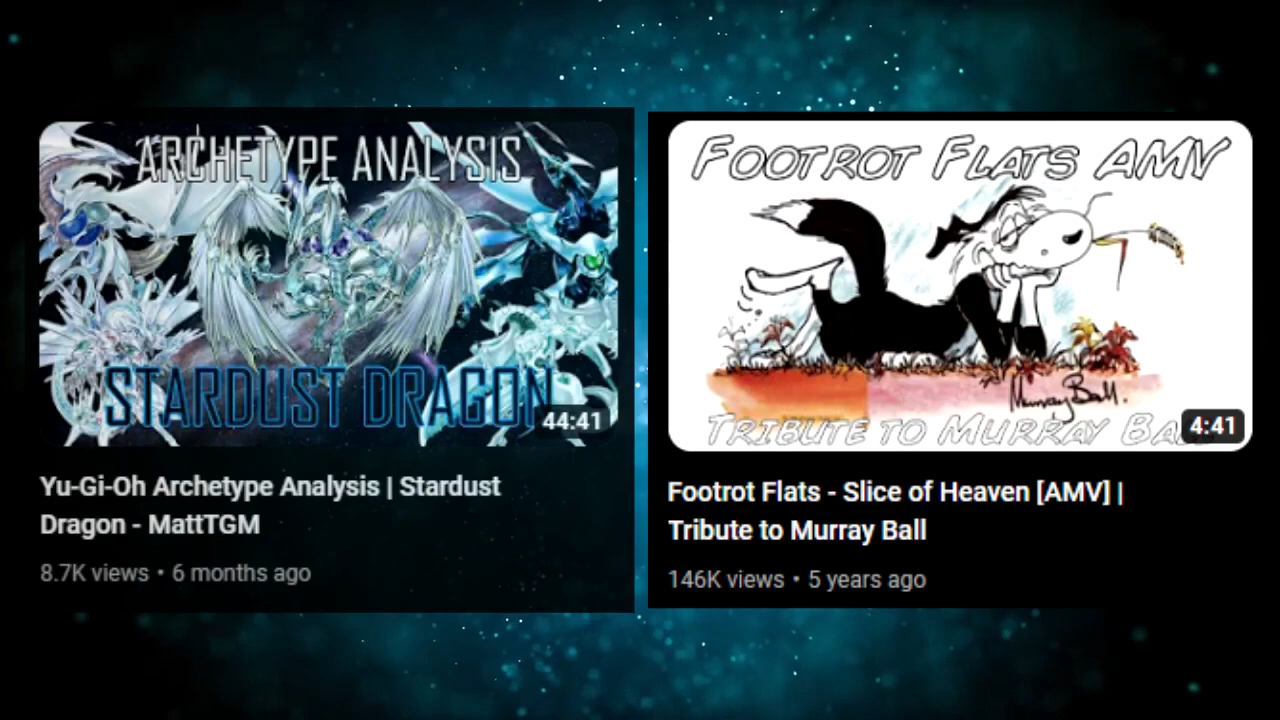 ARCHETYPE ANALYSIS
STARDUST DRAGON
44:41
Yu-Gi-Oh Archetype Analysis | Stardust
Dragon - MattTGM
8.7K views • 6 months ago
FOOTROT FLATS AMV
Murray Ball.
TRIBUTE TO MURRAY BA
4:41
Footrot Flats - Slice of Heaven [AMV] |
Tribute to Murray Ball
146K views • 5 years ago